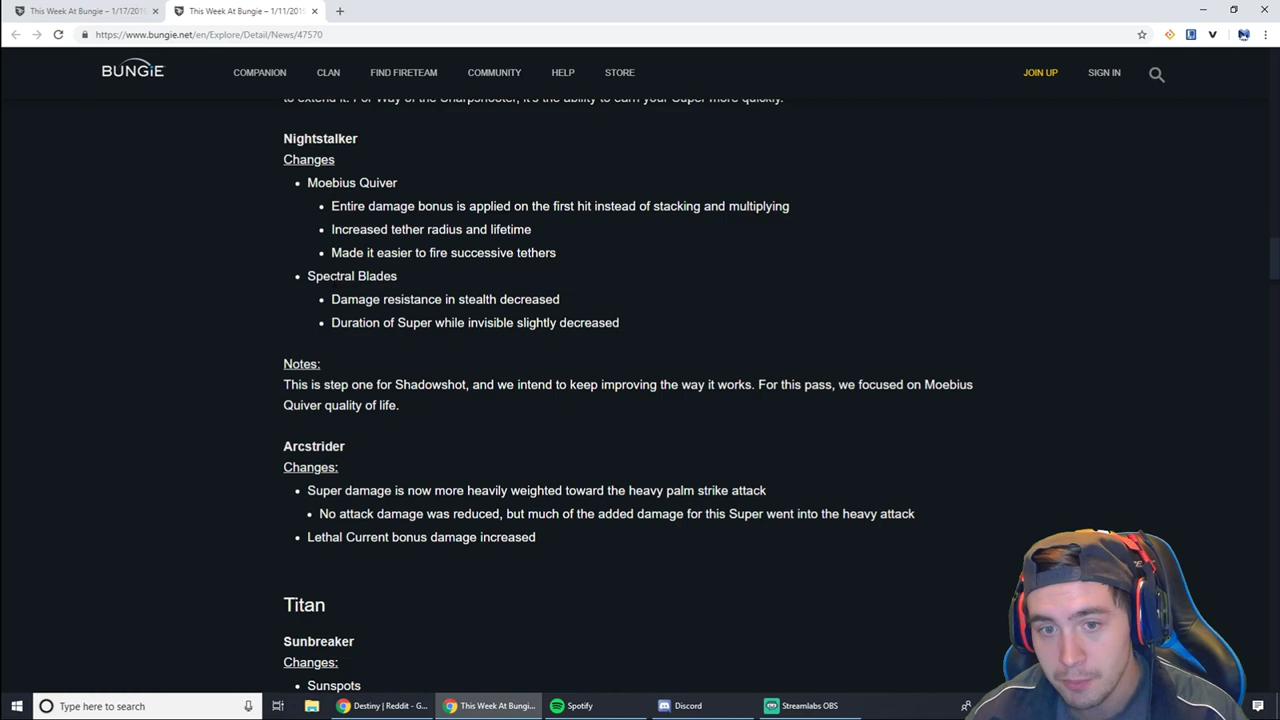 This Week At Bungie – 1/17/201
This Week At Bungie – 1/11/201
https://www.bungie.net/en/Explore/Detail/News/47570
BUNGIE
COMPANION CLAN FIND FIRETEAM COMMUNITY HELP STORE JOIN UP SIGN IN
to extend it. For Way of the Sharpshooter, it's the ability to earn your Super more quickly.
Nightstalker
Changes
• Moebius Quiver
• Entire damage bonus is applied on the first hit instead of stacking and multiplying
• Increased tether radius and lifetime
• Made it easier to fire successive tethers
• Spectral Blades
• Damage resistance in stealth decreased
• Duration of Super while invisible slightly decreased
Notes:
This is step one for Shadowshot, and we intend to keep improving the way it works. For this pass, we focused on Moebius
Quiver quality of life.
Arcstrider
Changes:
• Super damage is now more heavily weighted toward the heavy palm strike attack
• No attack damage was reduced, but much of the added damage for this Super went into the heavy attack
• Lethal Current bonus damage increased
Titan
Sunbreaker
Changes:
• Sunspots
Type here to search
Destiny | Reddit - G...
This Week At Bungi...
Spotify
Discord
Streamlabs OBS